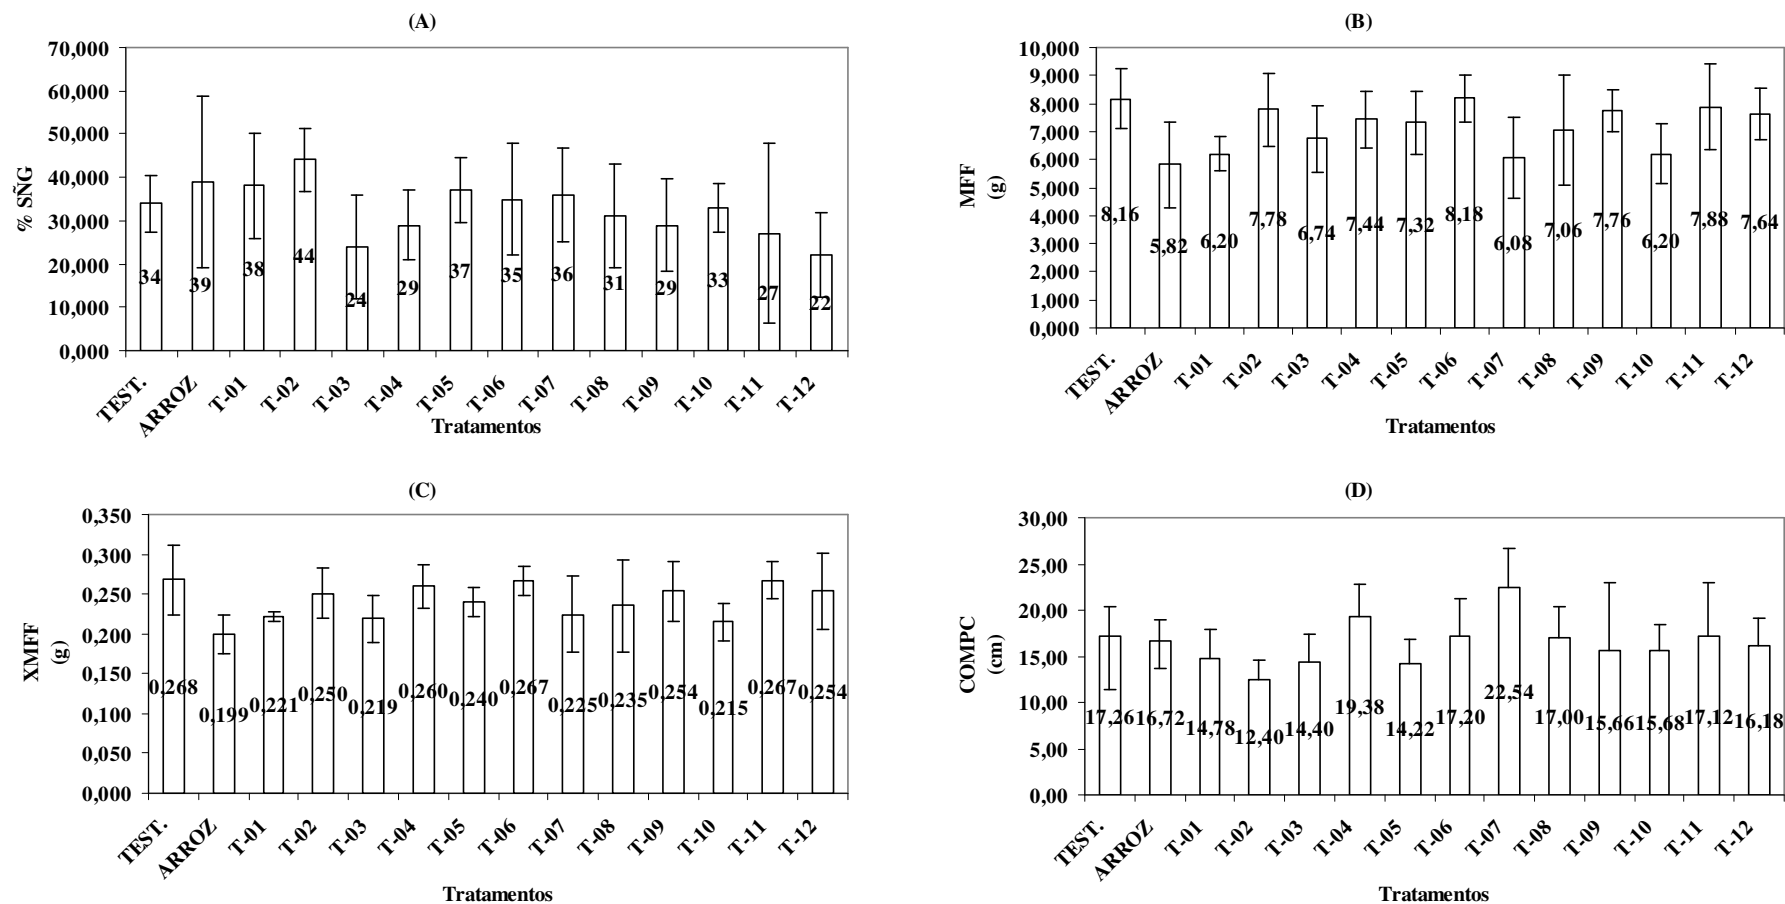 (A)
% SÑG
70,000
60,000
50,000
40,000
30,000
20,000
10,000
0,000
34
39
38
44
24
29
37
35
36
31
29
33
27
22
TEST.
ARROZ
T-01
T-02
T-03
T-04
T-05
T-06
T-07
T-08
T-09
T-10
T-11
T-12
Tratamentos
(B)
MFF
(g)
10,000
9,000
8,000
7,000
6,000
5,000
4,000
3,000
2,000
1,000
0,000
8,16
5,82
6,20
7,78
6,74
7,44
7,32
8,18
6,08
7,06
7,76
6,20
7,88
7,64
TEST.
ARROZ
T-01
T-02
T-03
T-04
T-05
T-06
T-07
T-08
T-09
T-10
T-11
T-12
Tratamentos
(C)
XMFF
(g)
0,350
0,300
0,250
0,200
0,150
0,100
0,050
0,000
0,268
0,199
0,221
0,250
0,219
0,260
0,240
0,267
0,225
0,235
0,254
0,215
0,267
0,254
TEST.
ARROZ
T-01
T-02
T-03
T-04
T-05
T-06
T-07
T-08
T-09
T-10
T-11
T-12
Tratamentos
(D)
COMPC
(cm)
30,00
25,00
20,00
15,00
10,00
5,00
0,00
17,26
16,72
14,78
12,40
14,40
19,38
14,22
17,20
22,54
17,00
15,66
15,68
17,12
16,18
TEST.
ARROZ
T-01
T-02
T-03
T-04
T-05
T-06
T-07
T-08
T-09
T-10
T-11
T-12
Tratamentos